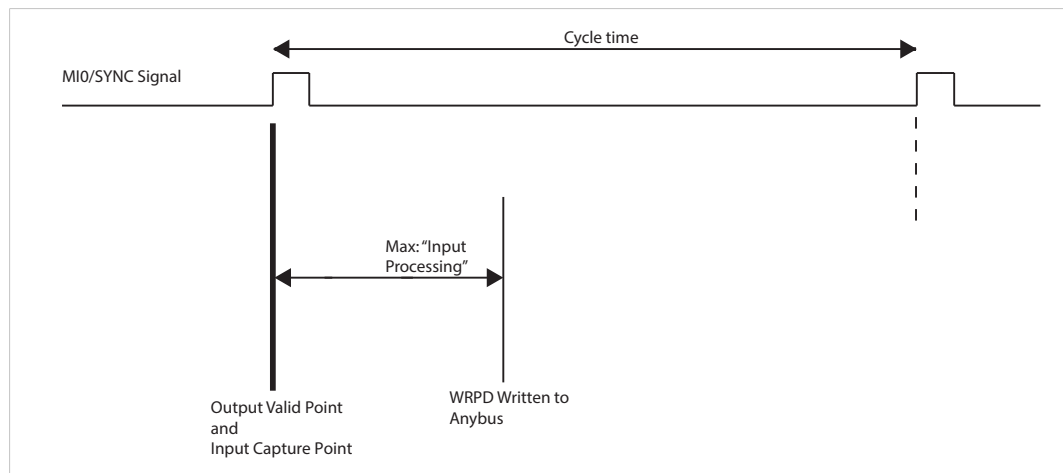 Cycle time
MI0/SYNC Signal
Max: “Input
Processing”
WRPD Written to
Anybus
Output Valid Point
and
Input Capture Point